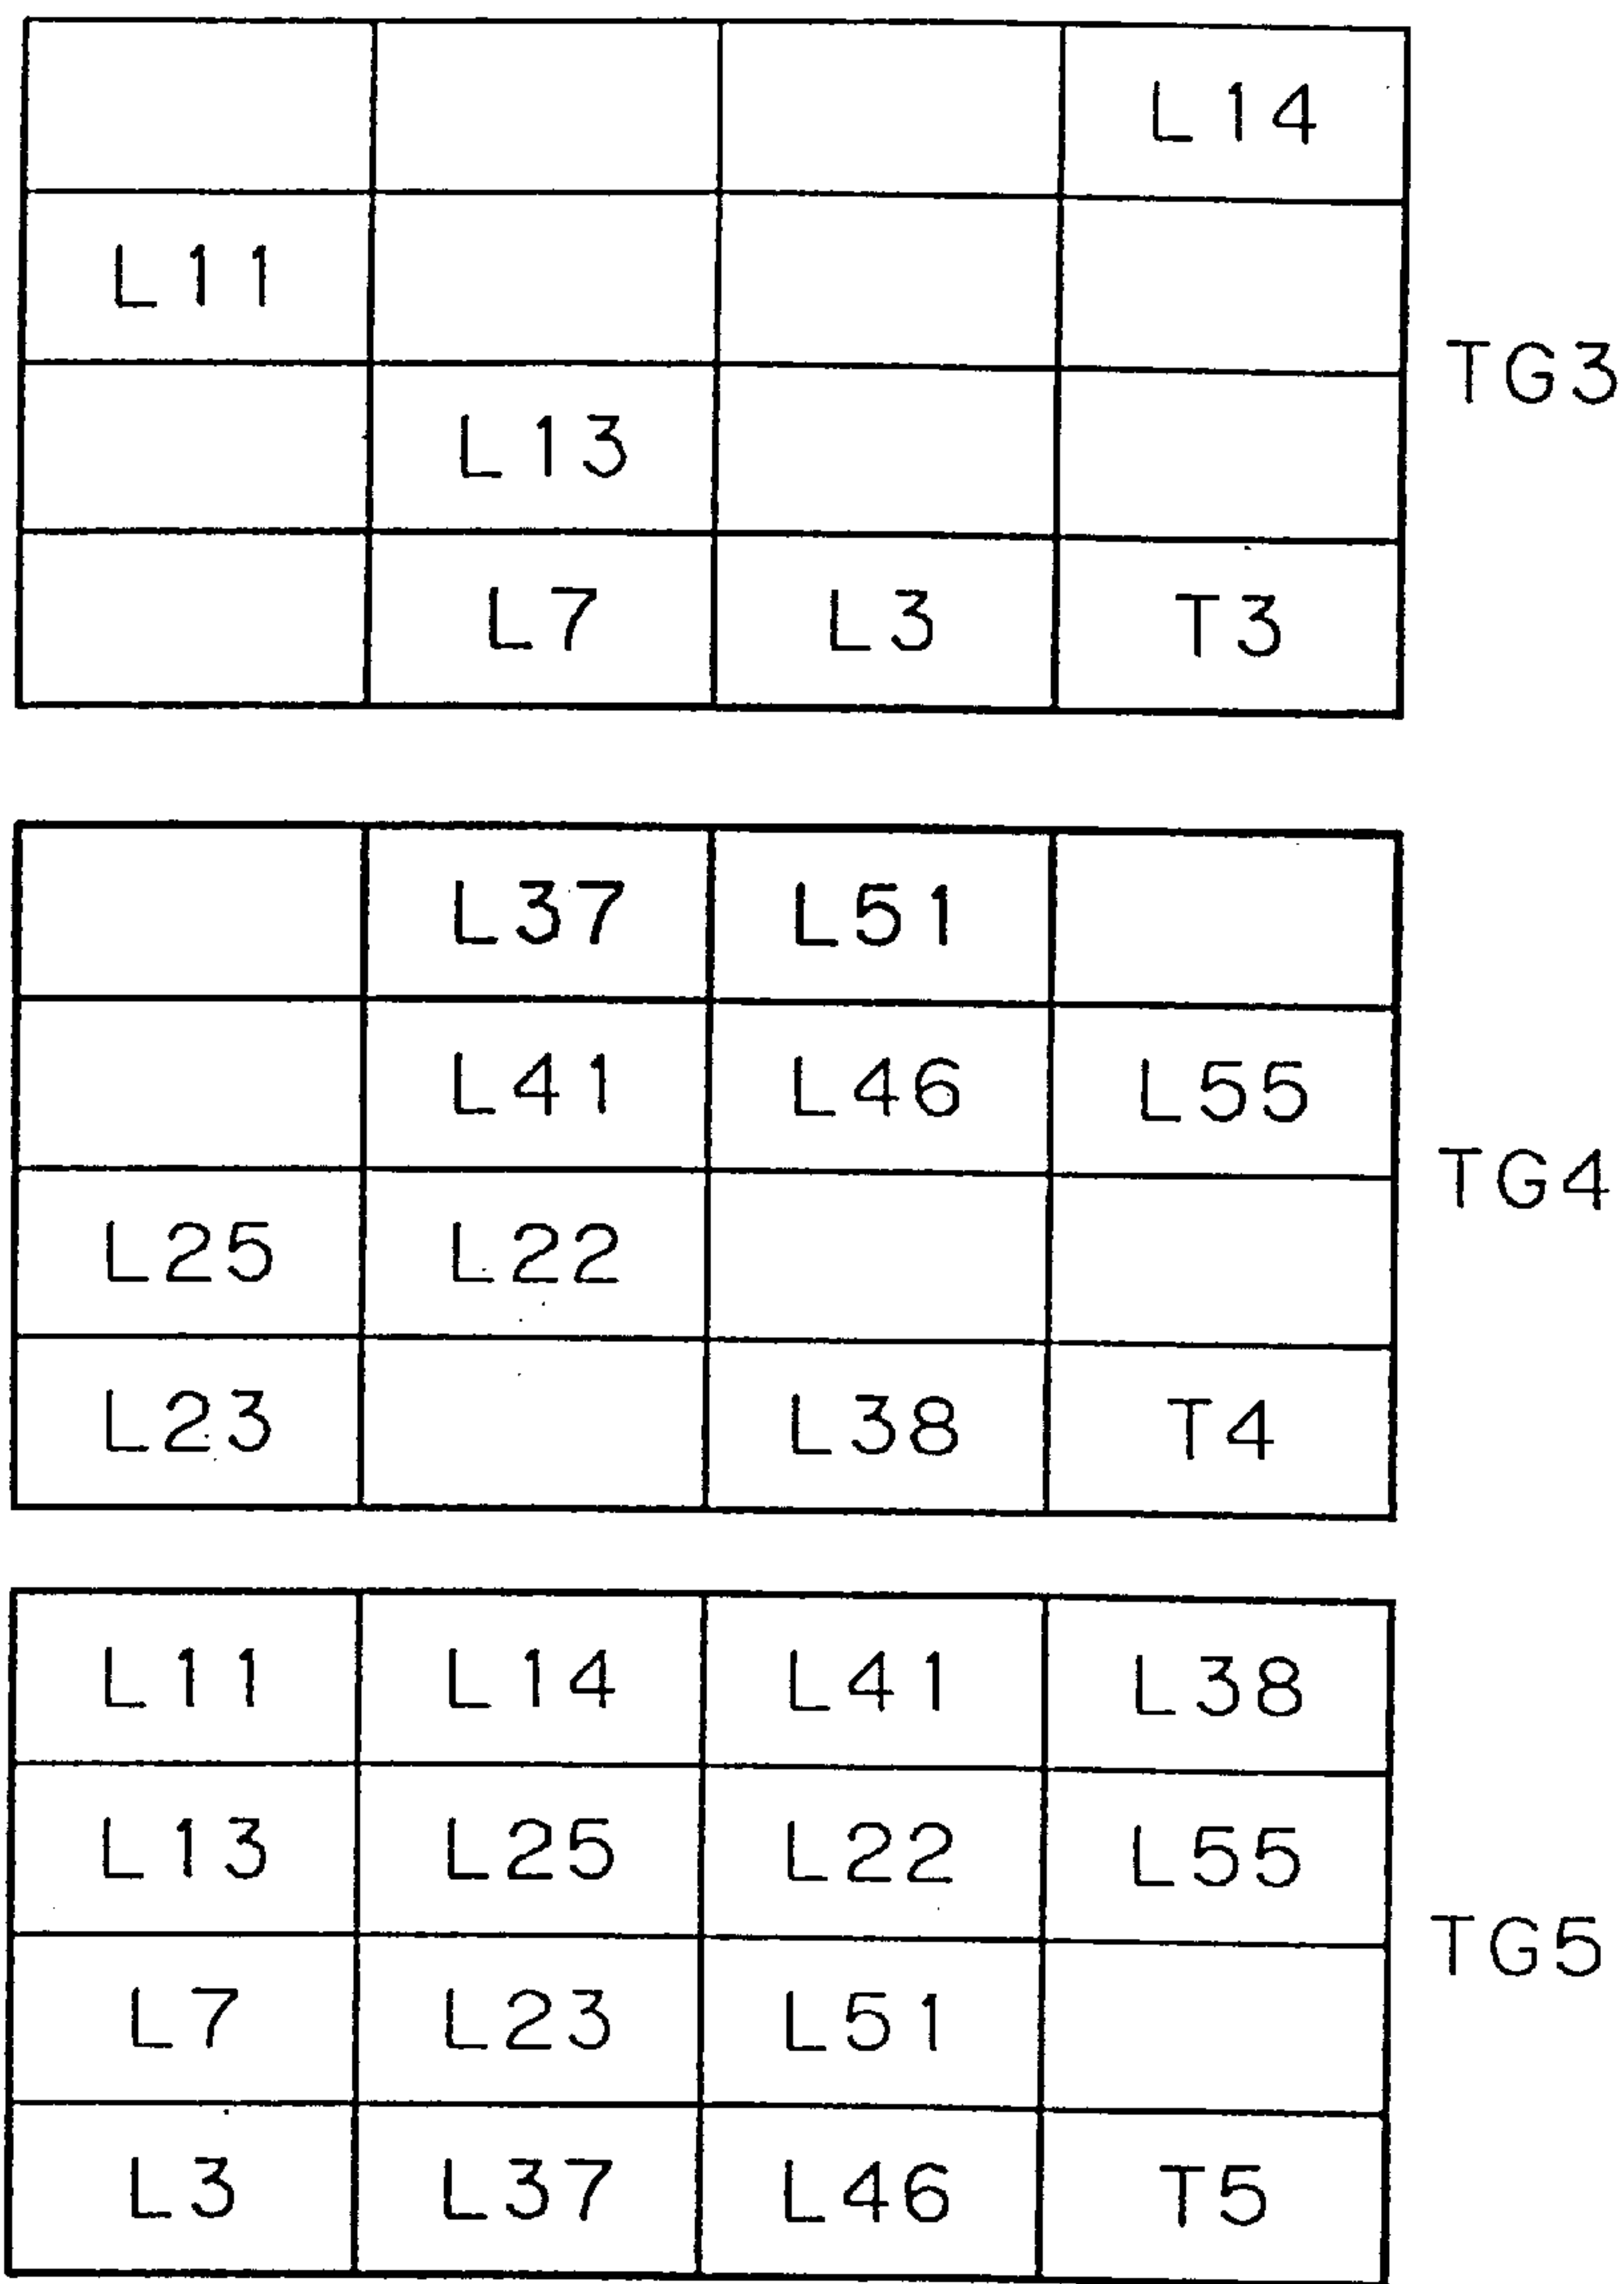 L14
L11
TG3
L13
L7 L3 T3
L37 L51
L41 L46 L55
TG4
L25 L22
L23 L38 T4
L11 L14 L41 L38
L13 L25 L22 L55
TG5
L7 L23 L51
L3 L37 L46 T5